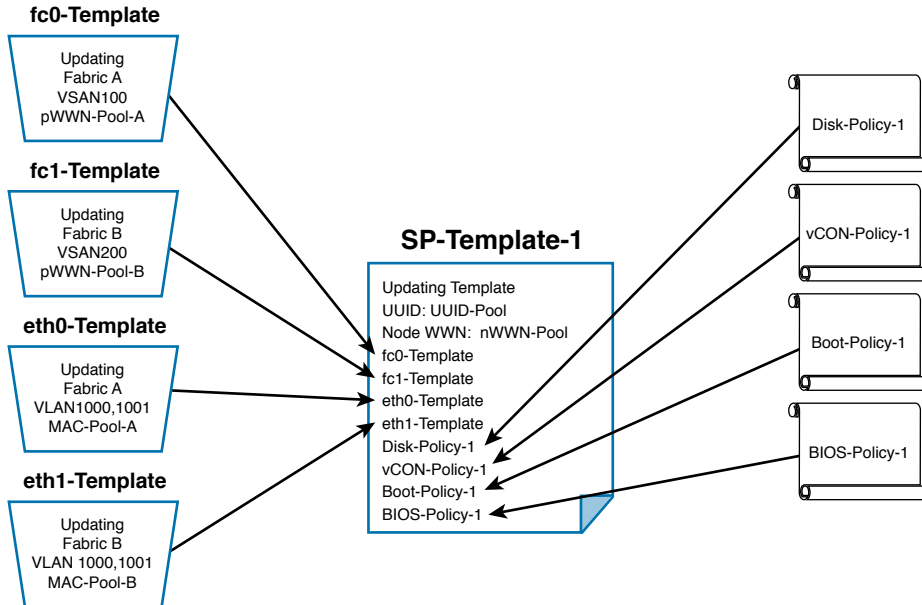 fc0-Template
Updating
Fabric A
VSAN100
pWWN-Pool-A
fc1-Template
Updating
Fabric B
VSAN200
pWWN-Pool-B
eth0-Template
Updating
Fabric A
VLAN1000,1001
MAC-Pool-A
eth1-Template
Updating
Fabric B
VLAN 1000,1001
MAC-Pool-B
SP-Template-1
Updating Template
UUID: UUID-Pool
Node WWN: nWWN-Pool
fc0-Template
fc1-Template
eth0-Template
eth1-Template
Disk-Policy-1
vCON-Policy-1
Boot-Policy-1
BIOS-Policy-1
Disk-Policy-1
vCON-Policy-1
Boot-Policy-1
BIOS-Policy-1